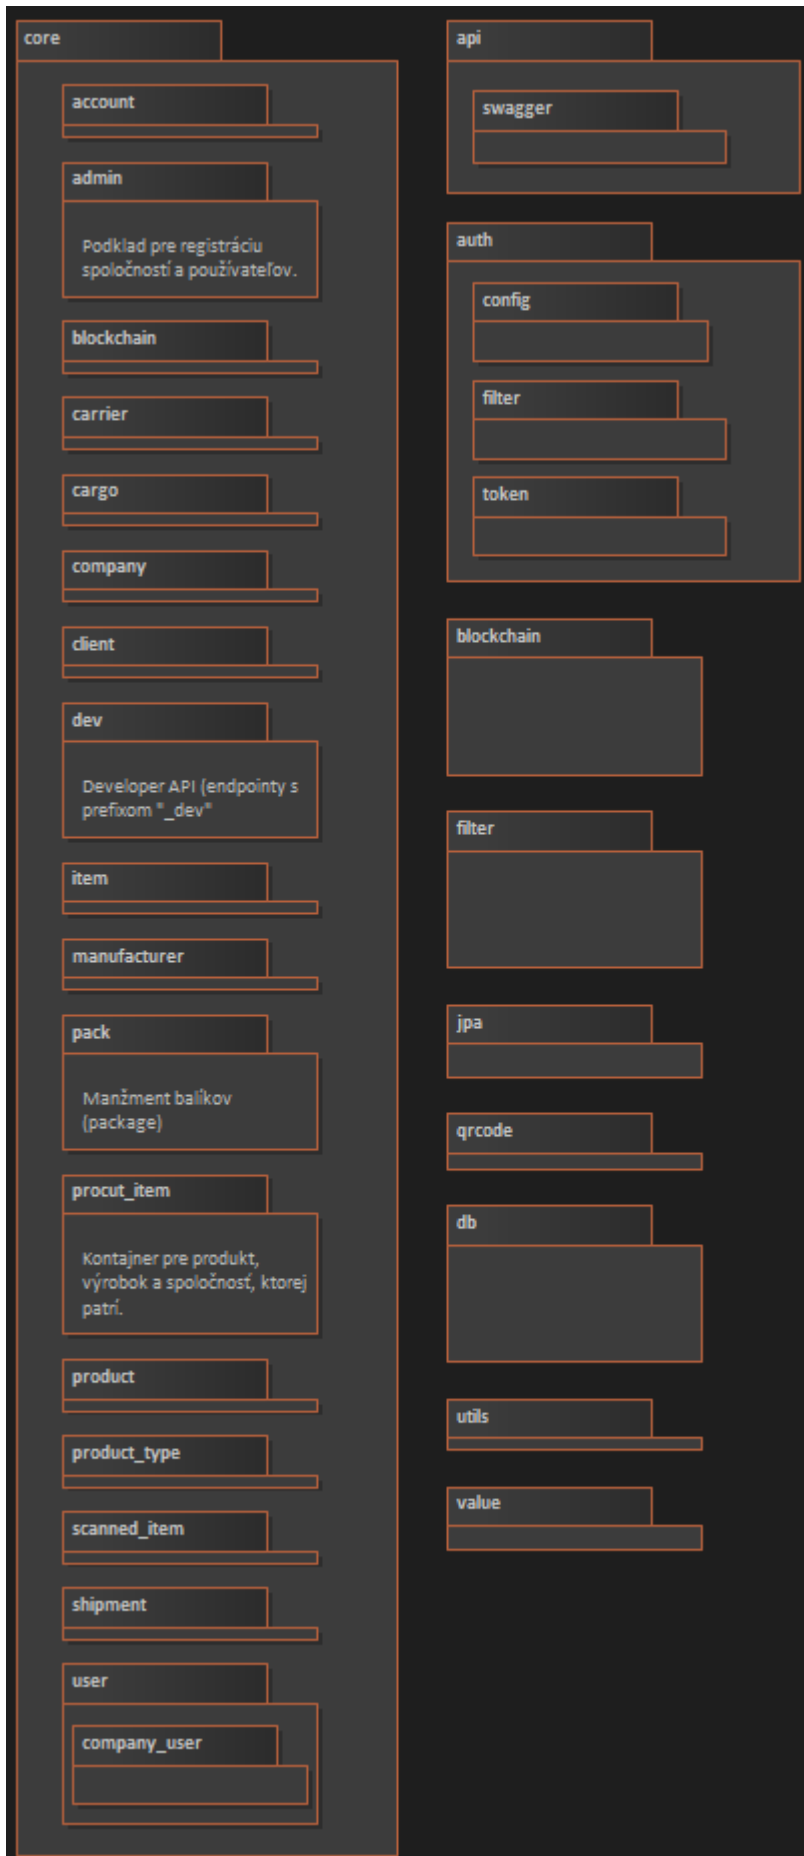 core
account
admin
Podklad pre registráciu
spoločností a používateľov.
blockchain
carrier
cargo
company
client
dev
Developer API (endpointy s
prefixom "_dev"
item
manufacturer
pack
Manžment balíkov
(package)
procut_item
Kontajner pre produkt,
výrobok a spoločnosť, ktorej
patrí.
product
product_type
scanned_item
shipment
user
company_user
api
swagger
auth
config
filter
token
blockchain
filter
jpa
qrcode
db
utils
value